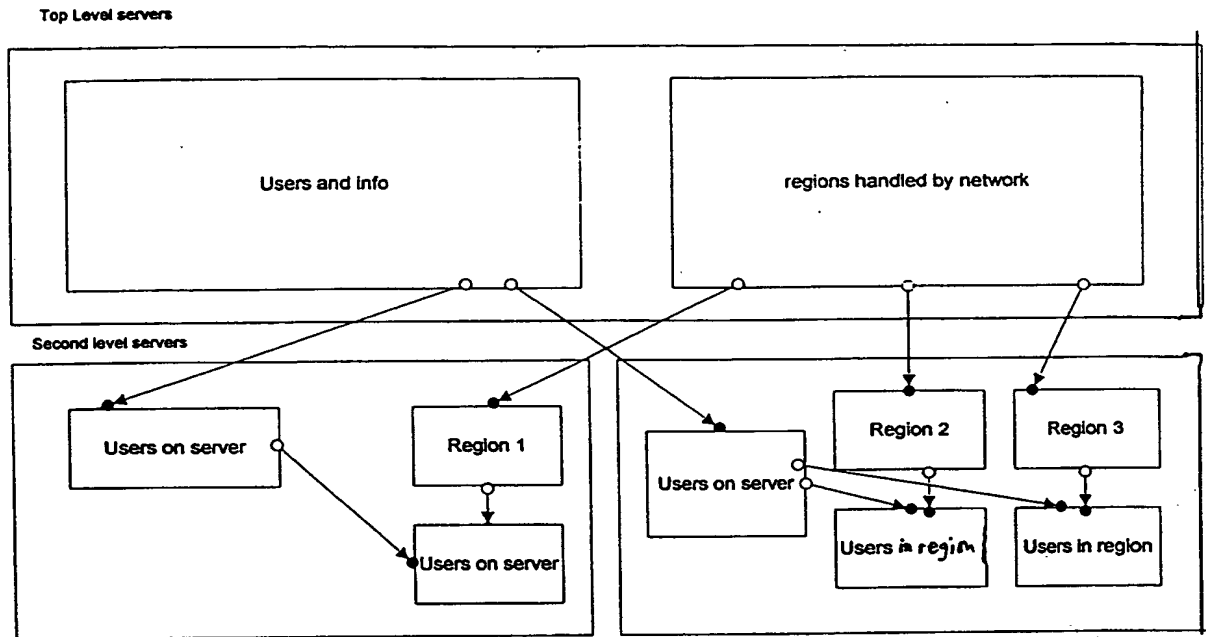 Top Level servers
Users and info
regions handled by network
Second level servers
Users on server
Region 1
Users on server
Region 2
Region 3
Users on server
Users in region
Users in region